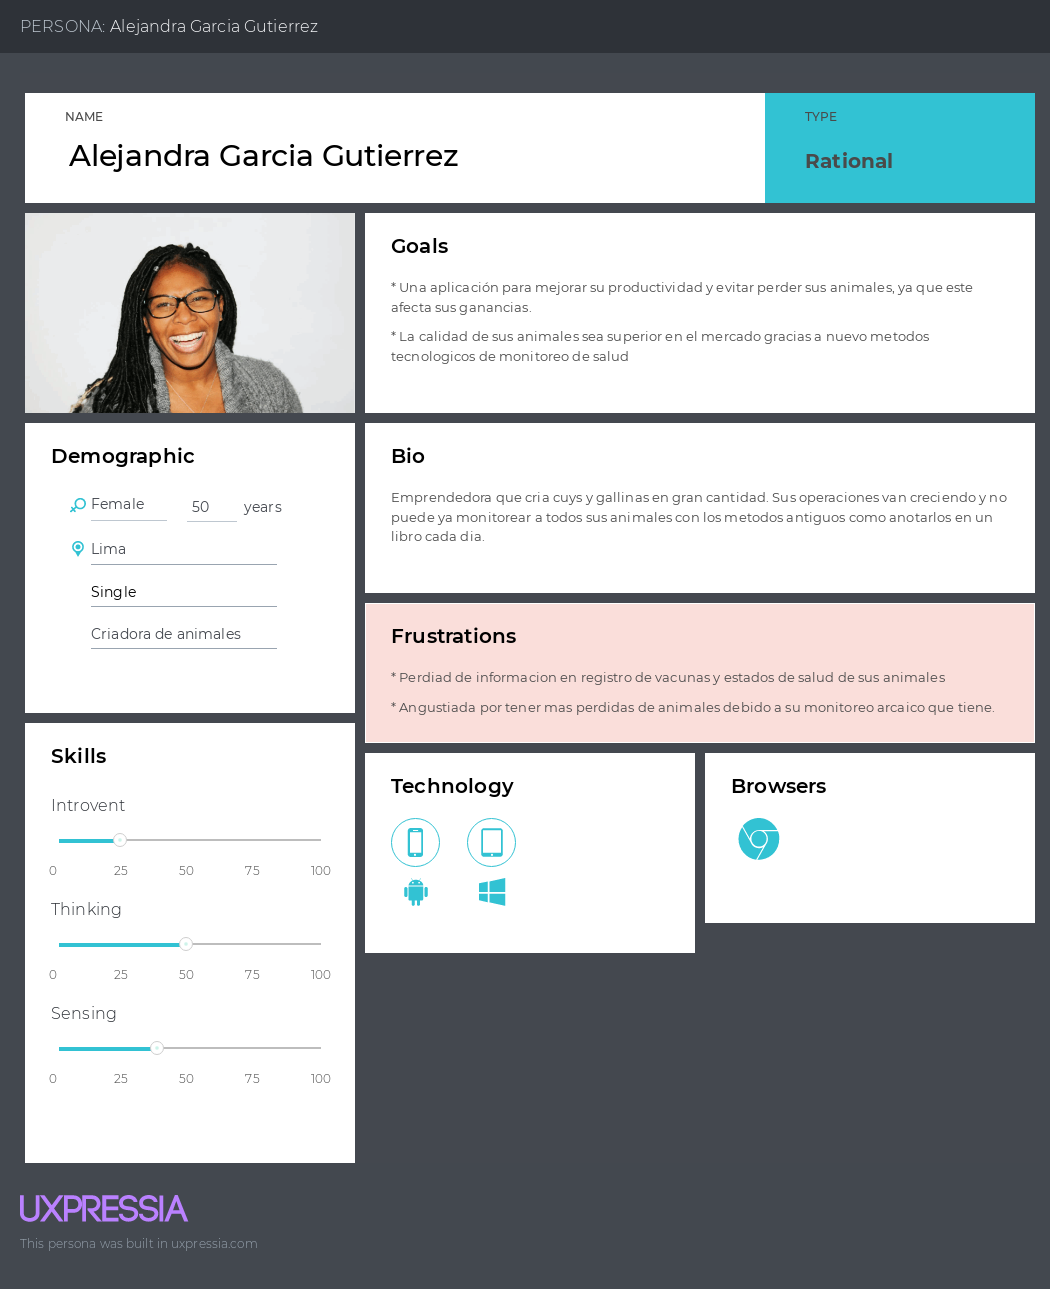 PERSONA: Alejandra Garcia Gutierrez
NAME
Alejandra Garcia Gutierrez
TYPE
Rational
Goals
* Una aplicación para mejorar su productividad y evitar perder sus animales, ya que este
afecta sus ganancias.
* La calidad de sus animales sea superior en el mercado gracias a nuevo metodos
tecnologicos de monitoreo de salud
Demographic
Female 50 years
Lima
Single
Criadora de animales
Bio
Emprendedora que cria cuys y gallinas en gran cantidad. Sus operaciones van creciendo y no
puede ya monitorear a todos sus animales con los metodos antiguos como anotarlos en un
libro cada dia.
Frustrations
* Perdiad de informacion en registro de vacunas y estados de salud de sus animales
* Angustiada por tener mas perdidas de animales debido a su monitoreo arcaico que tiene.
Skills
Introvent
0 25 50 75 100
Thinking
0 25 50 75 100
Sensing
0 25 50 75 100
Technology
Browsers
UXPRESSIA
This persona was built in uxpressia.com